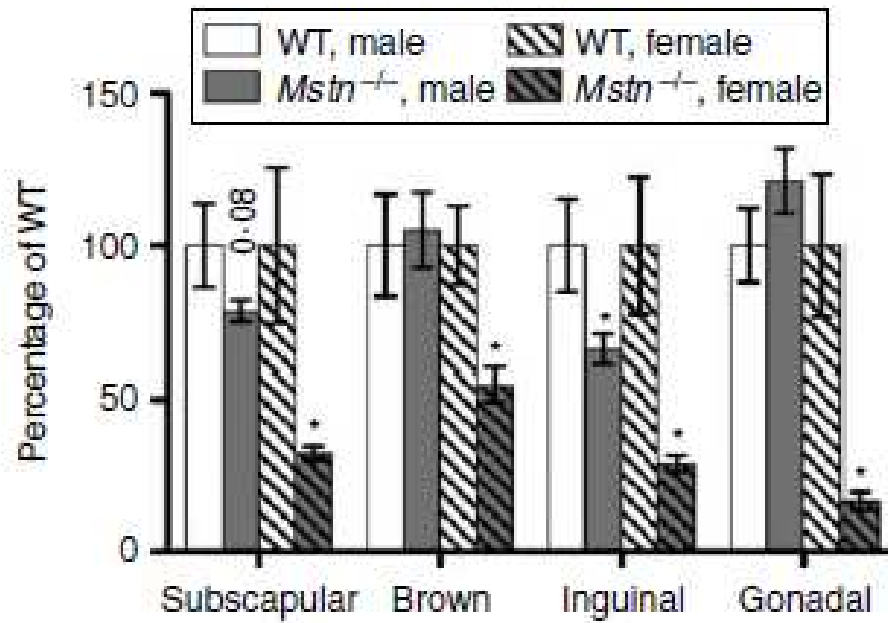 WT, male WT, female
Mstn −/−, male Mstn −/−, female
150
100
50
0
Percentage of WT
0·08
*
*
*
*
*
Subscapular Brown Inguinal Gonadal